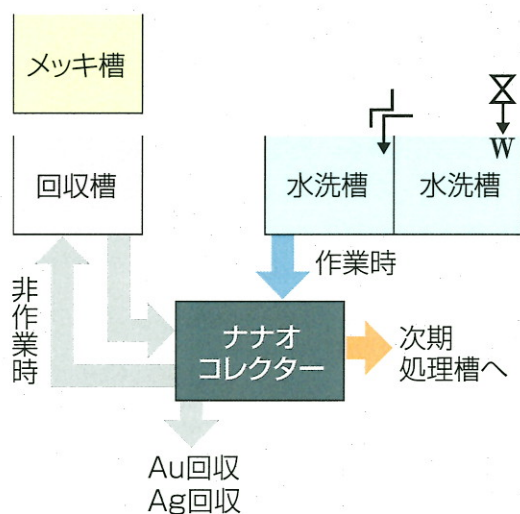 メッキ槽
回収槽
水洗槽
水洗槽
W
作業時
非作業時
ナナオ
コレクター
次期
処理槽へ
Au回収
Ag回収